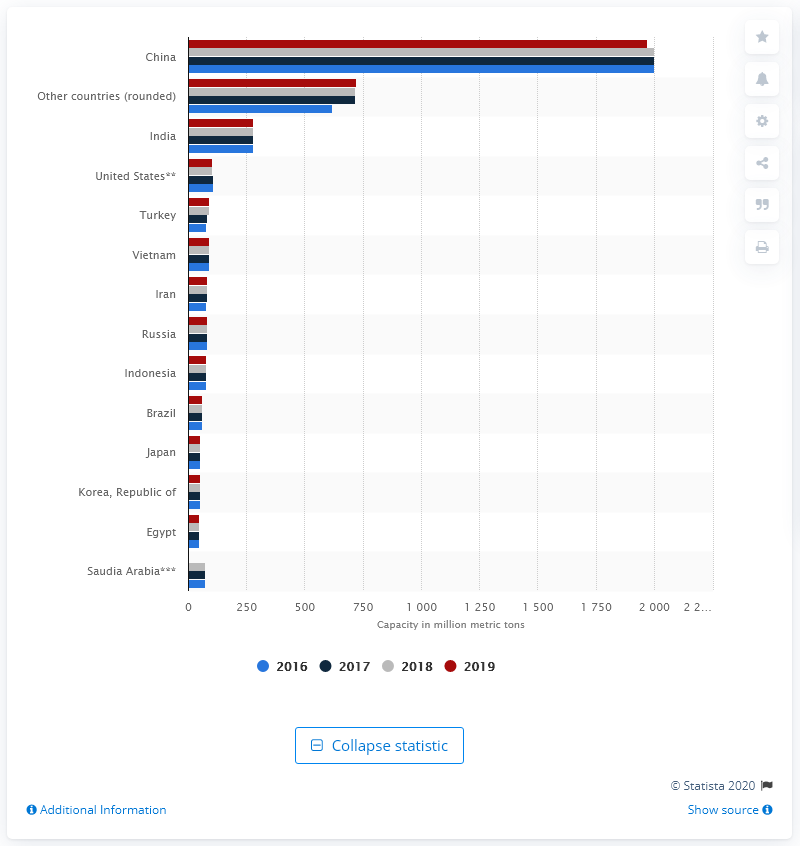 China
Other countries (rounded)
India
United States**
Turkey
Vietnam
Iran
Russia
Indonesia
Brazil
Japan
Korea, Republic of
Egypt
Saudia Arabia***
0 250 500 750 1 000 1 250 1 500 1 750 2 000 2 2...
Capacity in million metric tons
2016 2017 2018 2019
Collapse statistic
© Statista 2020
Additional Information Show source